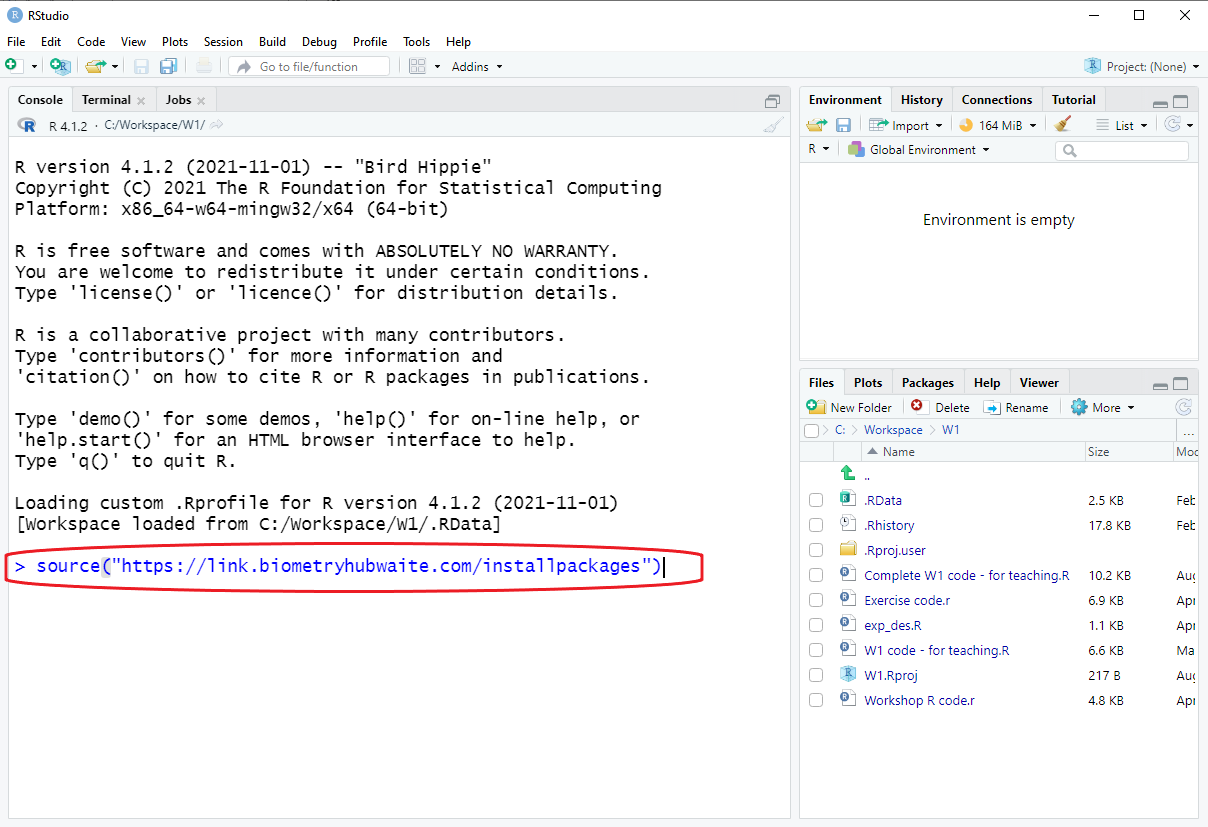 RStudio
File Edit Code View Plots Session Build Debug Profile Tools Help
Go to file/function Addins Project: (None)
Console Terminal Jobs
R 4.1.2 · C:/Workspace/W1/
R version 4.1.2 (2021-11-01) -- "Bird Hippie"
Copyright (C) 2021 The R Foundation for Statistical Computing
Platform: x86_64-w64-mingw32/x64 (64-bit)
R is free software and comes with ABSOLUTELY NO WARRANTY.
You are welcome to redistribute it under certain conditions.
Type 'license()' or 'licence()' for distribution details.
R is a collaborative project with many contributors.
Type 'contributors()' for more information and
'citation()' on how to cite R or R packages in publications.
Type 'demo()' for some demos, 'help()' for on-line help, or
'help.start()' for an HTML browser interface to help.
Type 'q()' to quit R.
Loading custom .Rprofile for R version 4.1.2 (2021-11-01)
[Workspace loaded from C:/Workspace/W1/.RData]
> source("https://link.biometryhubwaite.com/installpackages")
Environment History Connections Tutorial
Import 164 MiB List
R Global Environment
Environment is empty
Files Plots Packages Help Viewer
New Folder Delete Rename More
C: Workspace W1 ...
Name Size Moc
..
.RData 2.5 KB Feb
.Rhistory 17.8 KB Feb
.Rproj.user
Complete W1 code - for teaching.R 10.2 KB Aug
Exercise code.r 6.9 KB Apr
exp_des.R 1.1 KB Apr
W1 code - for teaching.R 6.6 KB Ma
W1.Rproj 217 B Aug
Workshop R code.r 4.8 KB Apr